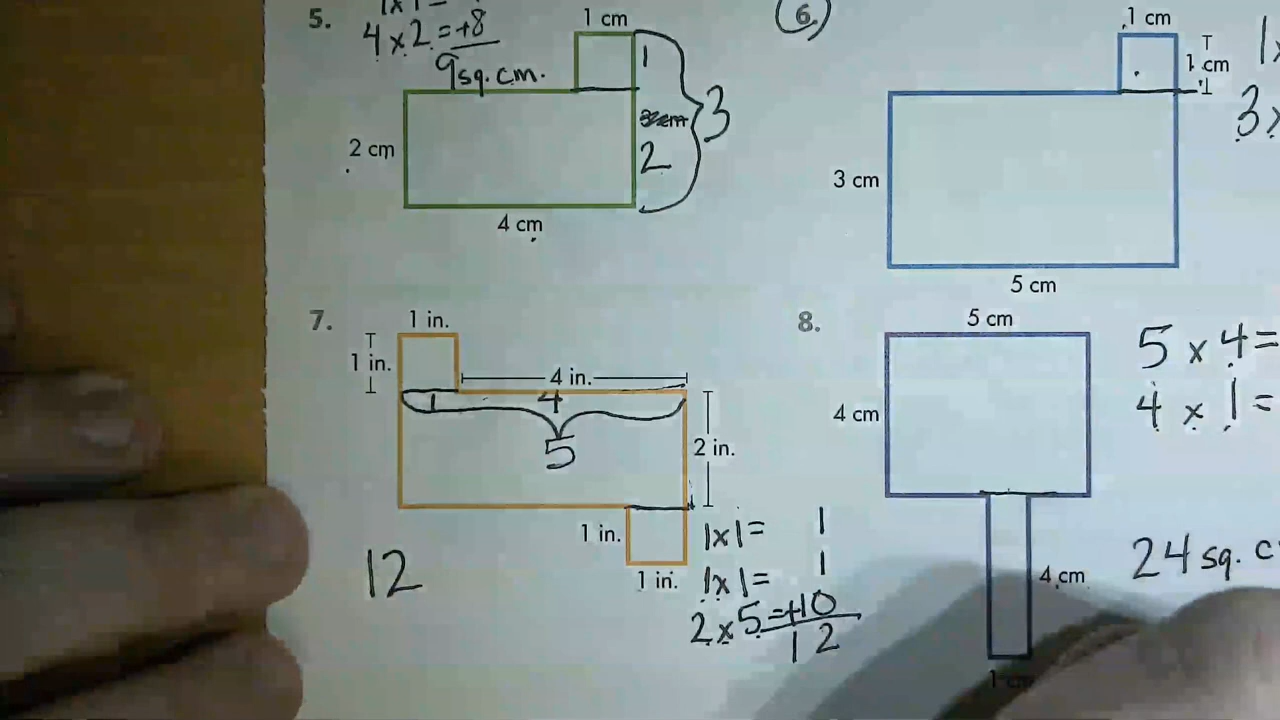 5.
4 x 2 = +8
9 sq. cm.
1 cm
1
2
3
2 cm
4 cm
6.
1 cm
1 cm
3 cm
5 cm
7.
1 in.
1 in.
4 in.
1
4
5
2 in.
1 in.
1 in.
12
1x1= 1
1x1= 1
2x5=+10
12
8.
5 cm
4 cm
4 cm
5 x 4=
4 x 1=
24 sq.